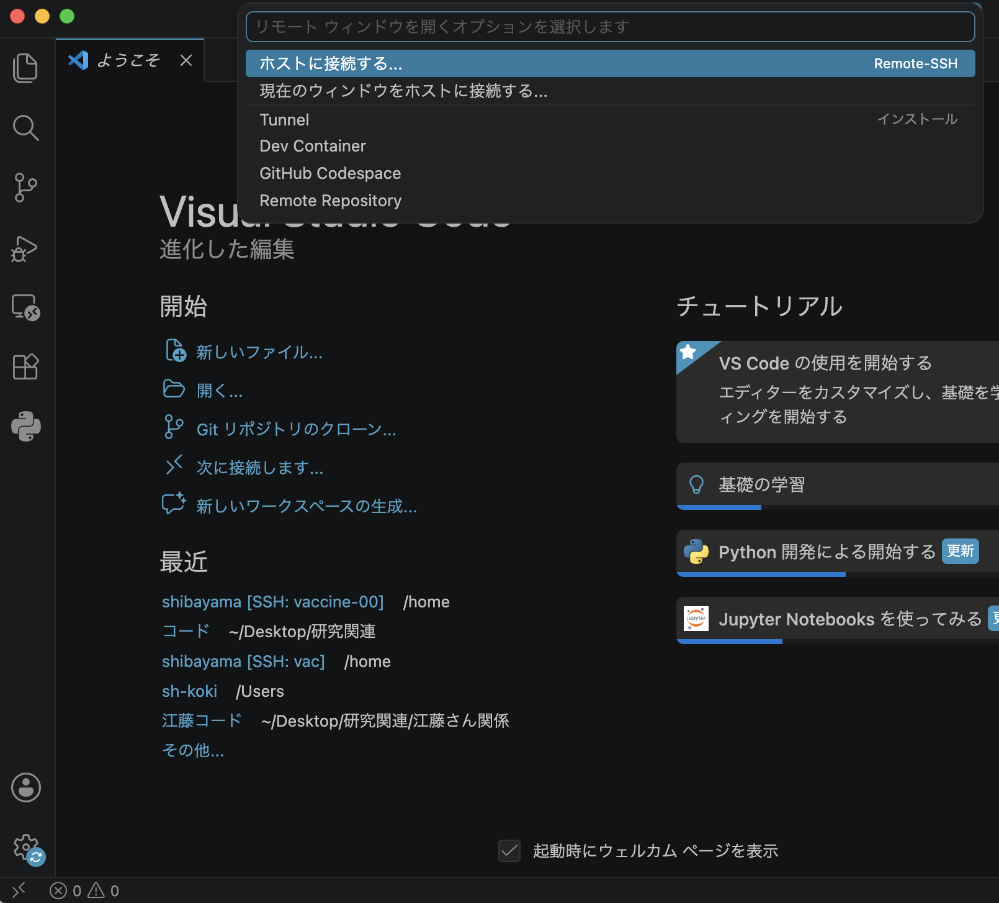 リモート ウィンドウを開くオプションを選択します
ホストに接続する... Remote-SSH
現在のウィンドウをホストに接続する...
Tunnel インストール
Dev Container
GitHub Codespace
Remote Repository
ようこそ
進化した編集
開始
新しいファイル...
開く...
Git リポジトリのクローン...
次に接続します...
新しいワークスペースの生成...
最近
shibayama [SSH: vaccine-00] /home
コード ~/Desktop/研究関連
shibayama [SSH: vac] /home
sh-koki /Users
江藤コード ~/Desktop/研究関連/江藤さん関係
その他...
チュートリアル
VS Code の使用を開始する
エディターをカスタマイズし、基礎を学
ィングを開始する
基礎の学習
Python 開発による開始する 更新
jupyter
Jupyter Notebooks を使ってみる
起動時にウェルカム ページを表示
0 0